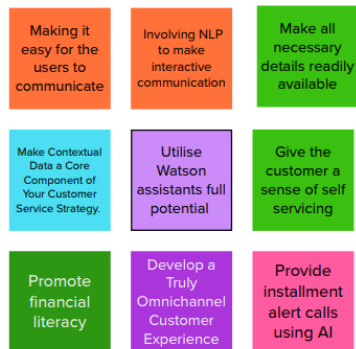 Making it
easy for the
users to
communicate
Involving NLP
to make
interactive
communication
Make all
necessary
details readily
available
Make Contextual
Data a Core
Component of
Your Customer
Service Strategy.
Utilise
Watson
assistants full
potential
Give the
customer a
sense of self
servicing
Promote
financial
literacy
Develop a
Truly
Omnichannel
Customer
Experience
Provide
installment
alert calls
using AI